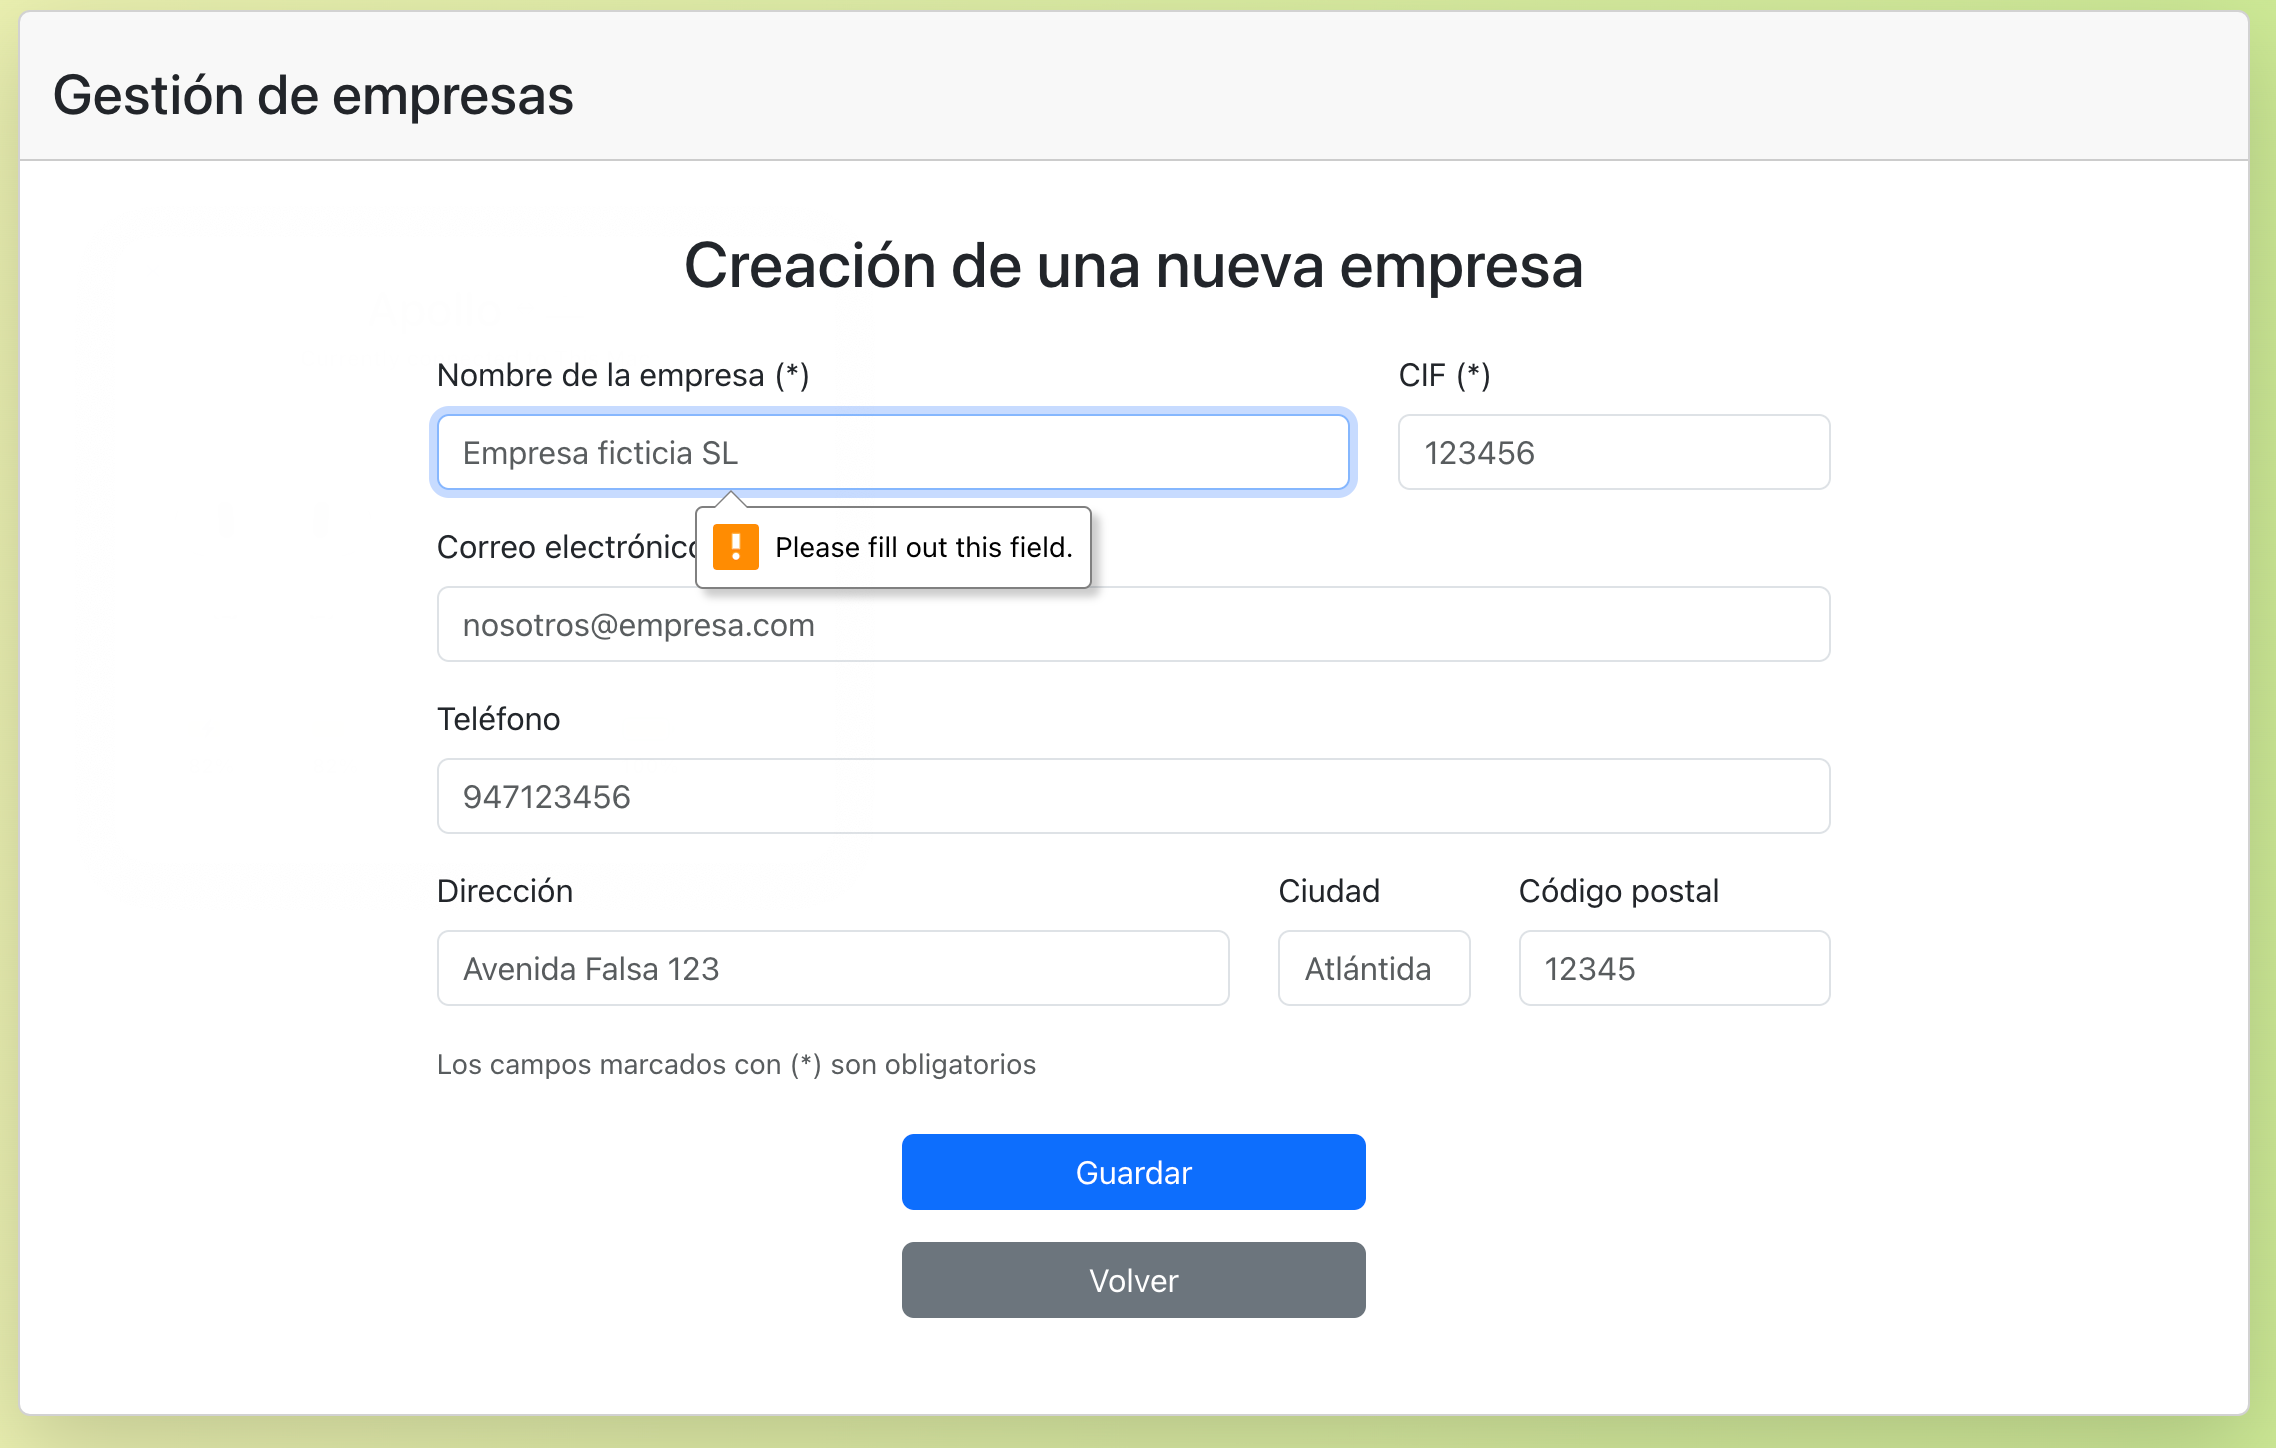 Gestión de empresas
Creación de una nueva empresa
Nombre de la empresa (*)
CIF (*)
Empresa ficticia SL
123456
Please fill out this field.
Correo electrónico
nosotros@empresa.com
Teléfono
947123456
Dirección
Ciudad
Código postal
Avenida Falsa 123
Atlántida
12345
Los campos marcados con (*) son obligatorios
Guardar
Volver